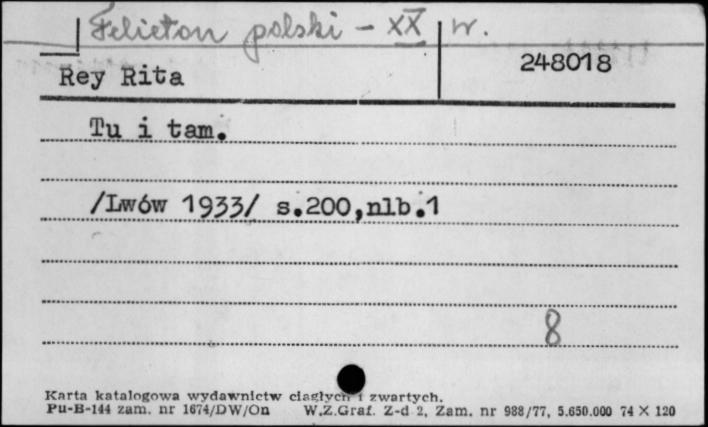 Felieton polski - XX w.
Rey Rita
248018
Tu i tam.
/Lwów 1933/ s.200,nlb.1
8
Karta katalogowa wydawnictw ciągłych i zwartych.
Pu-B-144 zam. nr 1674/DW/On W.Z.Graf. Z-d 2, Zam. nr 988/77, 5.650.000 74 X 120